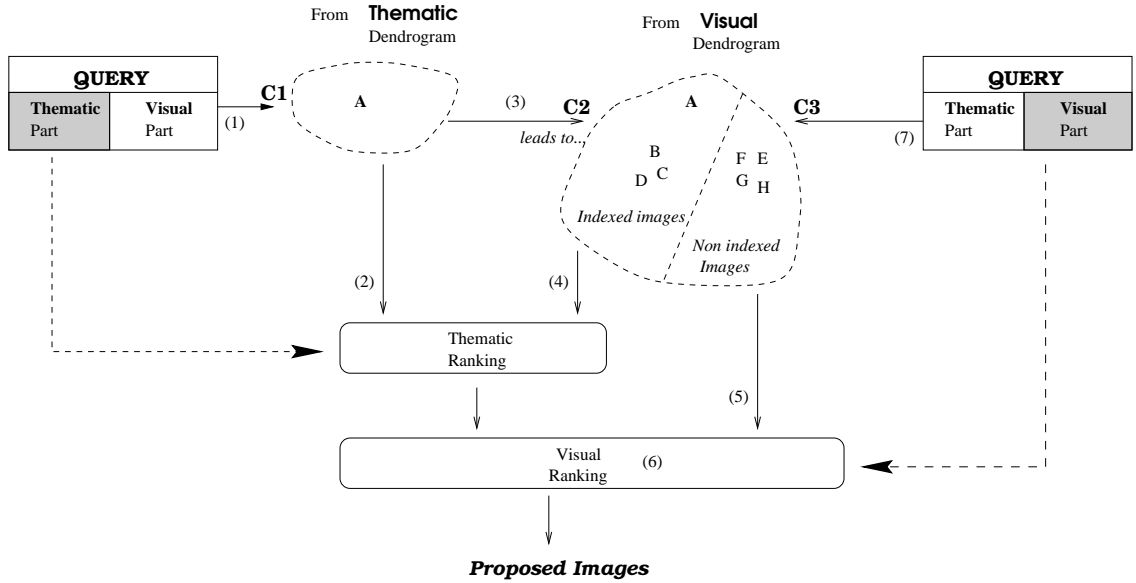 From Thematic
Dendrogram
From Visual
Dendrogram
QUERY
Thematic
Part
Visual
Part
(1)
C1
A
(3)
leads to...
C2
A
B
D C
Indexed images
F E
G H
Non indexed
Images
C3
(7)
QUERY
Thematic
Part
Visual
Part
(2)
(4)
Thematic
Ranking
(5)
Visual
Ranking
(6)
Proposed Images